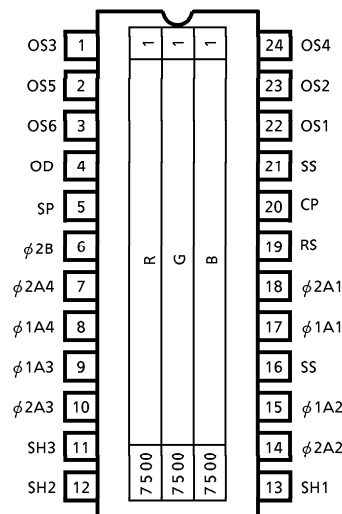 OS3 1 1 1 1 24 OS4
OS5 2 23 OS2
OS6 3 22 OS1
OD 4 21 SS
SP 5 20 CP
ϕ2B 6 R G B 19 RS
ϕ2A4 7 18 ϕ2A1
ϕ1A4 8 17 ϕ1A1
ϕ1A3 9 16 SS
ϕ2A3 10 15 ϕ1A2
SH3 11 14 ϕ2A2
SH2 12 7500 7500 7500 13 SH1